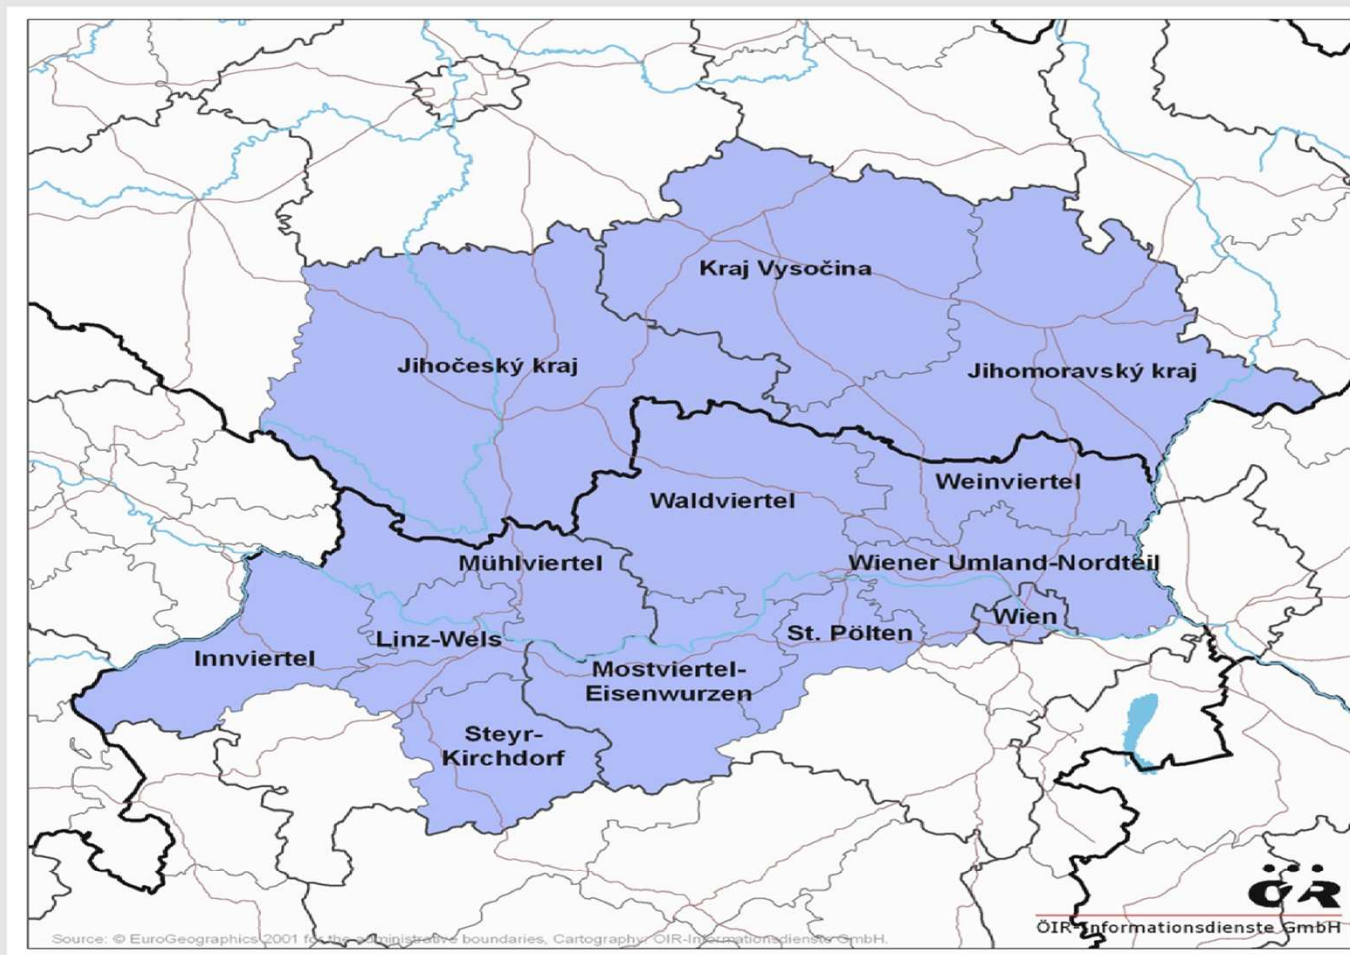 Kraj Vysočina
Jihočeský kraj
Jihomoravský kraj
Weinviertel
Waldviertel
Mühlviertel
Wiener Umland-Nordteil
Wien
St. Pölten
Linz-Wels
Innviertel
Mostviertel-
Eisenwurzen
Steyr-
Kirchdorf
ÖIR
ÖIR-Informationsdienste GmbH
Source: © EuroGeographics 2001 for the administrative boundaries, Cartography: ÖIR-Informationsdienste GmbH.